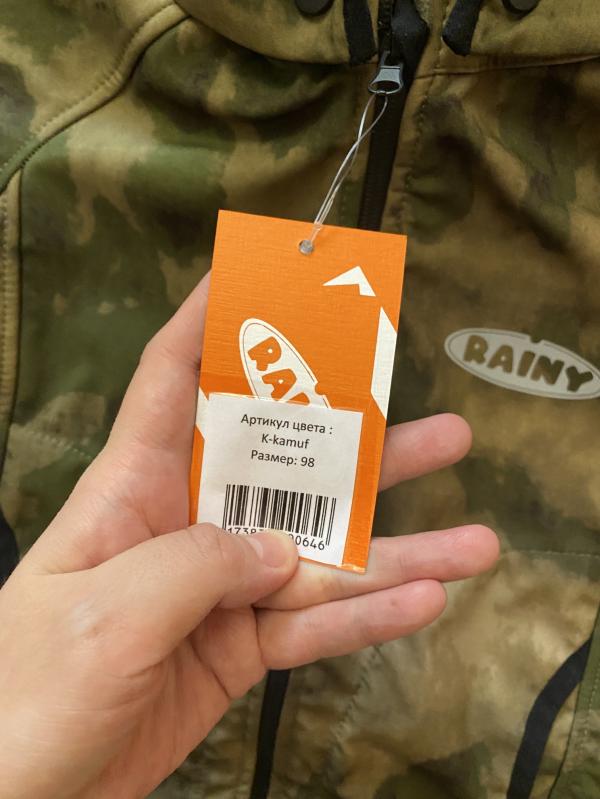 Артикул цвета :
K-kamuf
Размер: 98
RAINY